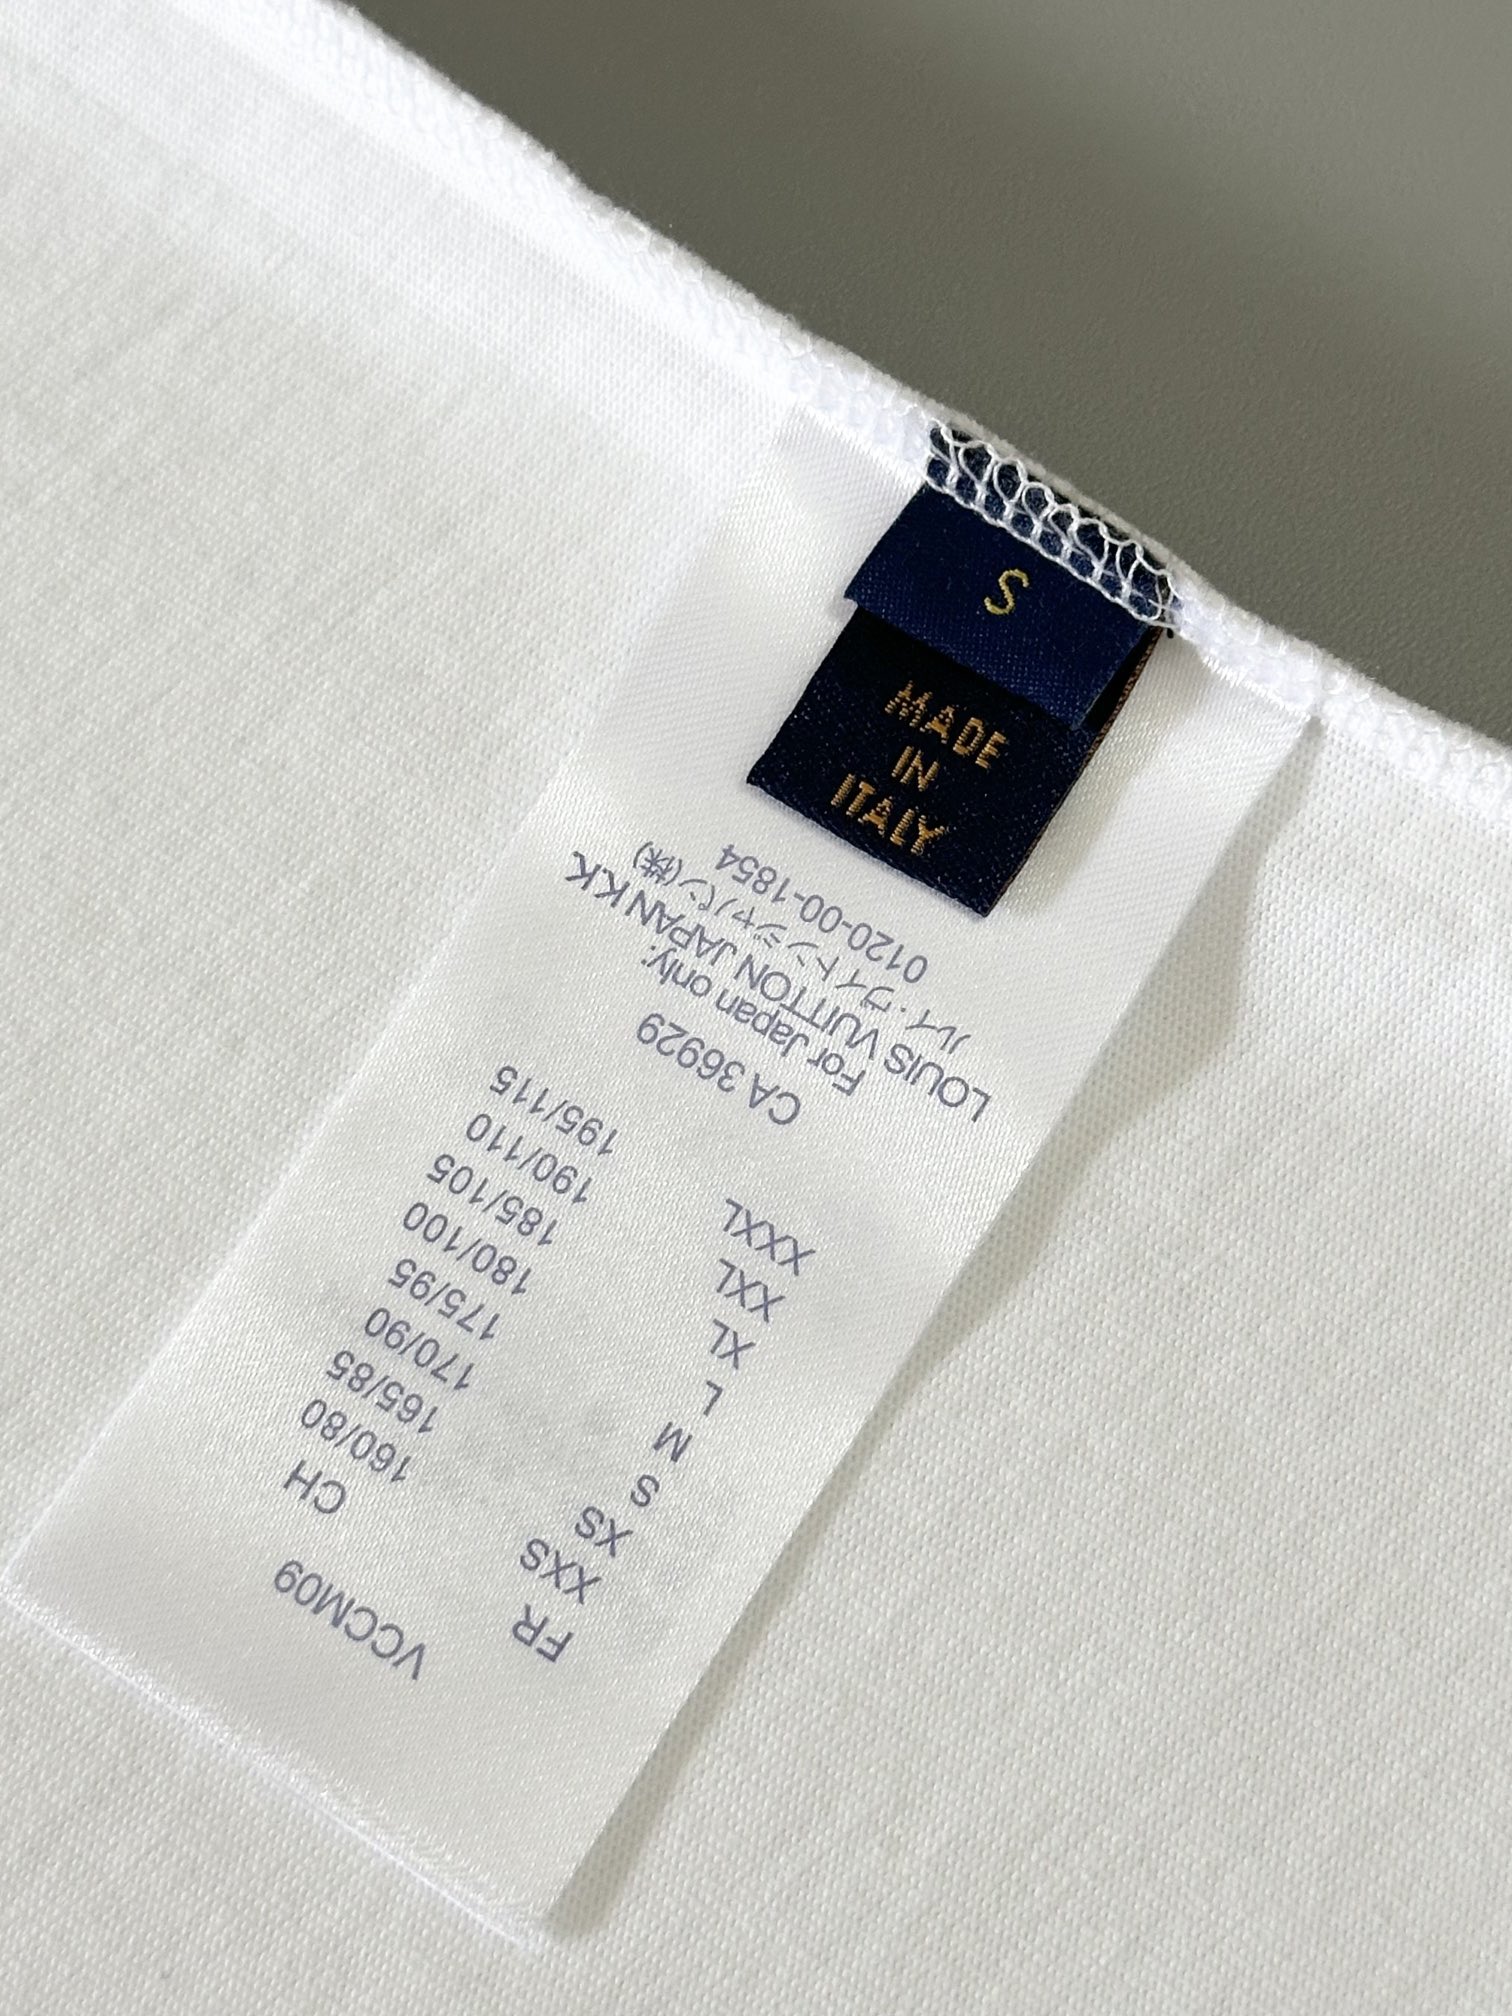 S
MADE
IN
ITALY
VCCM09
FR CH
XXS 160/80
XS 165/85
S 170/90
M 175/95
L 180/100
XL 185/105
XXL 190/110
XXXL 195/115
CA 36929
For Japan only:
LOUIS VUITTON JAPAN K.K.
ルイ・ヴィトンジャパン(株)
0120-00-1854